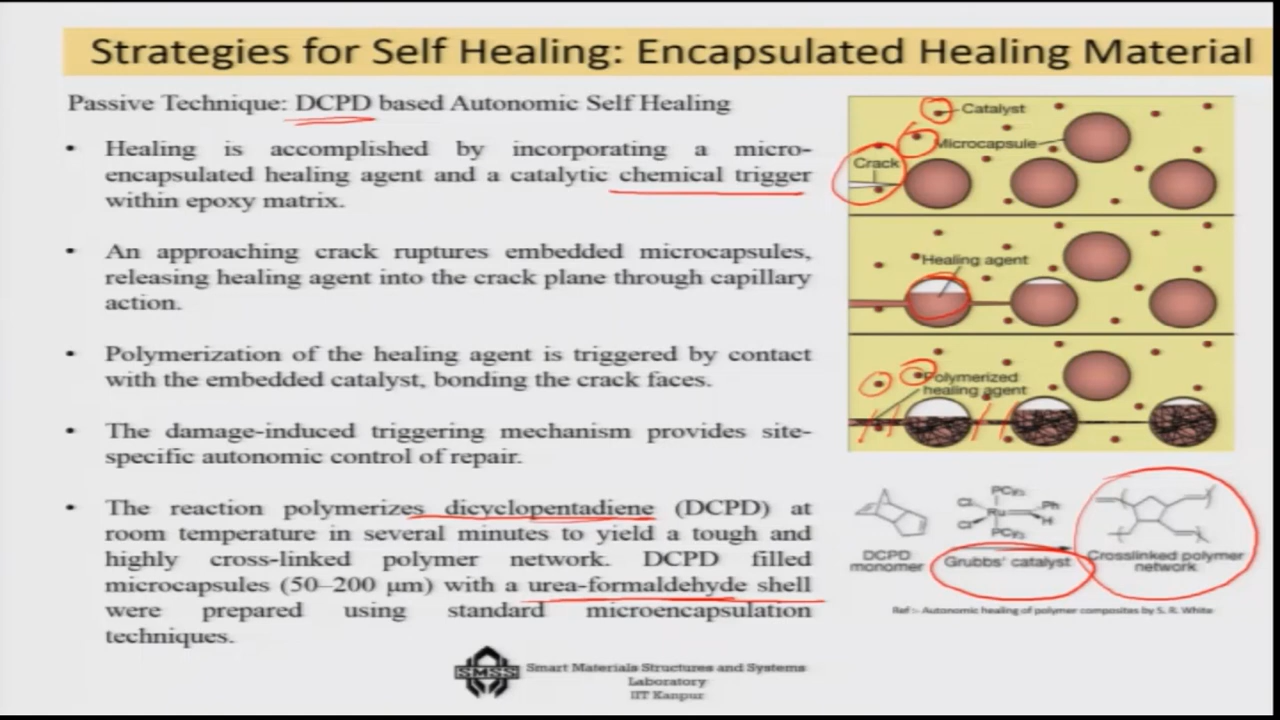 Strategies for Self Healing: Encapsulated Healing Material
Passive Technique: DCPD based Autonomic Self Healing
• Healing is accomplished by incorporating a micro-
encapsulated healing agent and a catalytic chemical trigger
within epoxy matrix.
• An approaching crack ruptures embedded microcapsules,
releasing healing agent into the crack plane through capillary
action.
• Polymerization of the healing agent is triggered by contact
with the embedded catalyst, bonding the crack faces.
• The damage-induced triggering mechanism provides site-
specific autonomic control of repair.
• The reaction polymerizes dicyclopentadiene (DCPD) at
room temperature in several minutes to yield a tough and
highly cross-linked polymer network. DCPD filled
microcapsules (50–200 μm) with a urea-formaldehyde shell
were prepared using standard microencapsulation
techniques.
Catalyst
Microcapsule
Crack
Healing agent
Polymerized
healing agent
PCy₃
Cl
Ru
Ph
Cl
H
PCy₃
DCPD
monomer
Grubbs' catalyst
Crosslinked polymer
network
Ref :- Autonomic healing of polymer composites by S. R. White
SMSS
Smart Materials Structures and Systems
Laboratory
IIT Kanpur